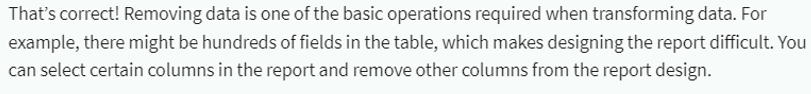 That’s correct! Removing data is one of the basic operations required when transforming data. For
example, there might be hundreds of fields in the table, which makes designing the report difficult. You
can select certain columns in the report and remove other columns from the report design.